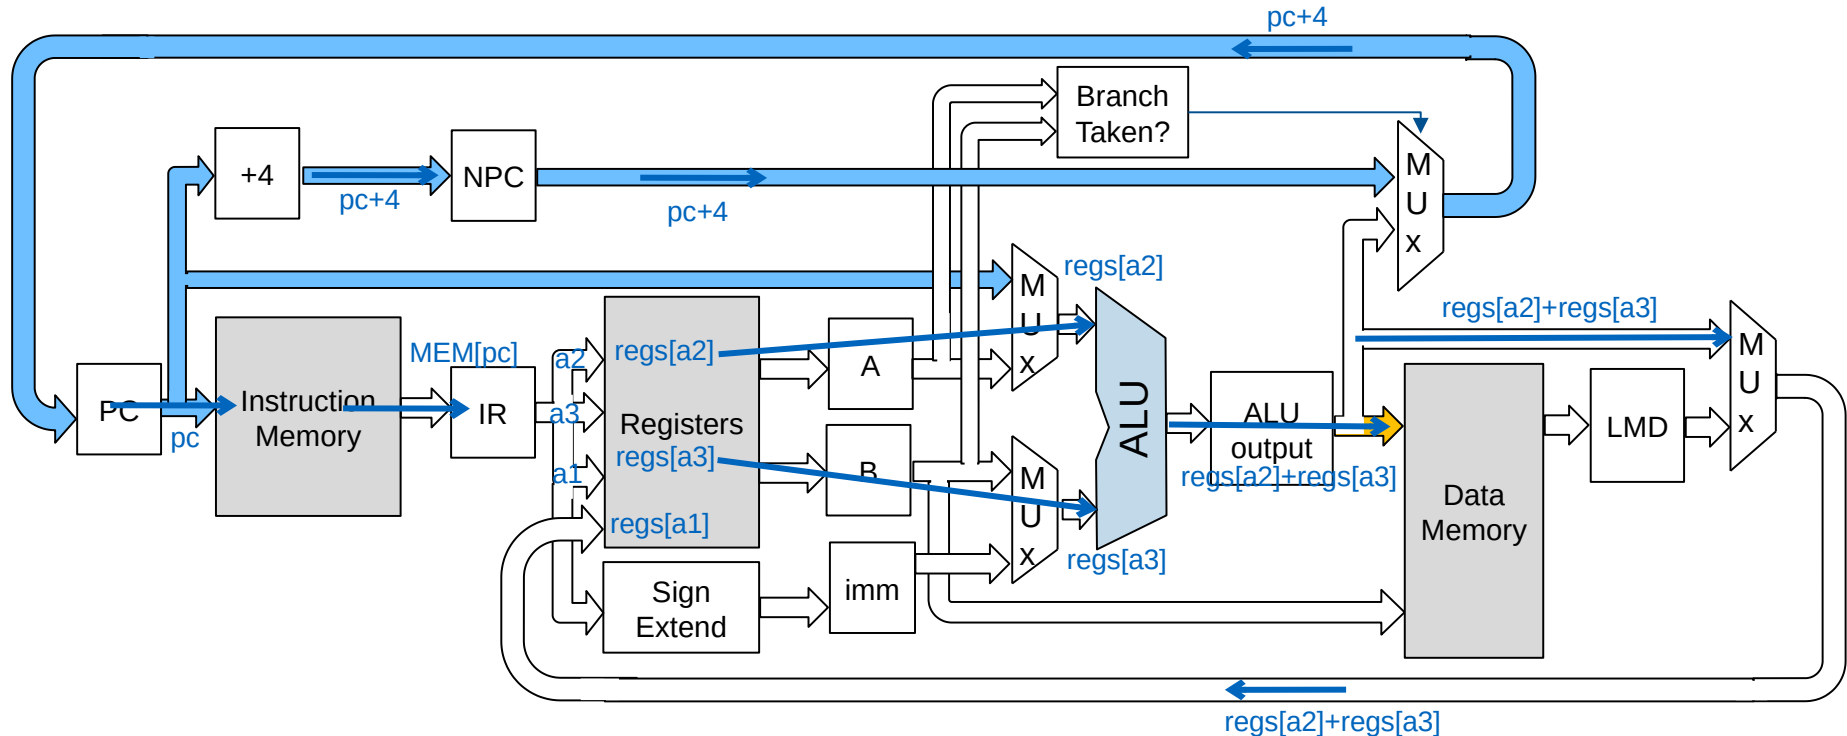 pc+4
Branch
Taken?
+4
pc+4
NPC
pc+4
M
U
x
regs[a2]
M
U
x
regs[a2]+regs[a3]
M
U
x
PC
pc
Instruction
Memory
MEM[pc]
IR
a2
a3
a1
regs[a2]
Registers
regs[a3]
regs[a1]
A
B
M
U
x
regs[a3]
ALU
ALU
output
regs[a2]+regs[a3]
Data
Memory
LMD
Sign
Extend
imm
regs[a2]+regs[a3]